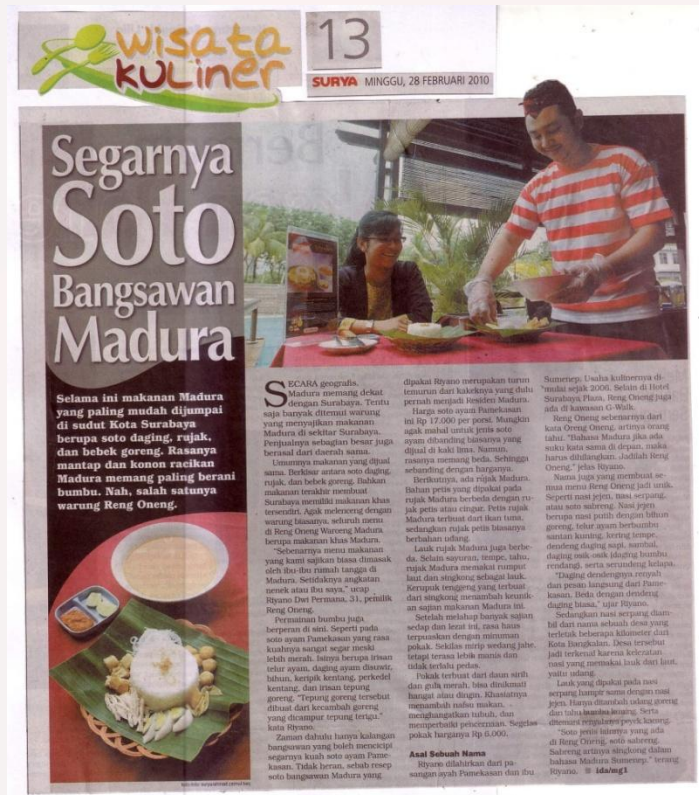 wisata
kuliner
13
SURYA MINGGU, 28 FEBRUARI 2010
Segarnya
Soto
Bangsawan
Madura
Selama ini makanan Madura
yang paling mudah dijumpai
di sudut Kota Surabaya
berupa soto daging, rujak,
dan bebek goreng. Rasanya
mantap dan konon racikan
Madura memang paling berani
bumbu. Nah, salah satunya
warung Reng Oneng.
SECARA geografis,
Madura memang dekat
dengan Surabaya. Tentu
saja banyak ditemui warung
yang menyajikan makanan
Madura di sekitar Surabaya.
Penjualnya sebagian besar juga
berasal dari daerah sama.
Umumnya makanan yang dijual
sama. Berkisar antara soto daging,
rujak, dan bebek goreng. Bahkan
makanan terakhir membuat
Surabaya memiliki makanan khas
tersendiri. Agak melenceng dengan
warung biasanya, seluruh menu
di Reng Oneng Waroeng Madura
berupa makanan khas Madura.
"Sebenarnya menu makanan
yang kami sajikan biasa dimasak
oleh ibu-ibu rumah tangga di
Madura. Setidaknya angkatan
nenek atau ibu saya," ucap
Riyano Dwi Permana, 31, pemilik
Reng Oneng.
Permainan bumbu juga
berperan di sini. Seperti pada
soto ayam Pamekasan yang rasa
kuahnya sangat segar meski
lebih merah. Isinya berupa irisan
telur ayam, daging ayam disuwir,
bihun, keripik kentang, perkedel
kentang, dan irisan tepung
goreng. "Tepung goreng tersebut
dibuat dari kecambah goreng
yang dicampur tepung terigu,"
kata Riyano.
Zaman dahulu hanya kalangan
bangsawan yang boleh mencicipi
segarnya kuah soto ayam Pame-
kasan. Tidak heran, sebab resep
soto bangsawan Madura yang
dipakai Riyano merupakan turun
temurun dari kakeknya yang dulu
pernah menjadi Residen Madura.
Harga soto ayam Pamekasan
ini Rp 17.000 per porsi. Mungkin
agak mahal untuk jenis soto
ayam dibanding biasanya yang
dijual di kaki lima. Namun,
rasanya memang beda. Sehingga
sebanding dengan harganya.
Berikutnya, ada rujak Madura.
Bahan petis yang dipakai pada
rujak Madura berbeda dengan ru-
jak petis atau cingur. Petis rujak
Madura terbuat dari ikan tuna,
sedangkan rujak petis biasanya
berbahan udang.
Lauk rujak Madura juga berbe-
da. Selain sayuran, tempe, tahu,
rujak Madura memakai rumput
laut dan singkong sebagai lauk.
Kerupuk tenggung yang terbuat
dari singkong menambah keunik-
an sajian makanan Madura ini.
Setelah melahap banyak sajian
sedap dan lezat ini, rasa haus
terpuaskan dengan minuman
pokak. Sekilas mirip wedang jahe,
tetapi terasa lebih manis dan
tidak terlalu pedas.
Pokak terbuat dari daun sirih
dan gula merah, bisa dinikmati
hangat atau dingin. Khasiatnya
menambah nafsu makan,
menghangatkan tubuh, dan
memperbaiki pencernaan. Segelas
pokak harganya Rp 6.000.
Asal Sebuah Nama
Riyano dilahirkan dari pa-
sangan ayah Pamekasan dan ibu
Sumenep. Usaha kulinernya di-
mulai sejak 2006. Selain di Hotel
Surabaya Plaza, Reng Oneng juga
ada di kawasan G-Walk.
Reng Oneng sebenarnya dari
kata Oreng Oneng, artinya orang
tahu. "Bahasa Madura jika ada
suku kata sama di depan, maka
harus dihilangkan. Jadilah Reng
Oneng," jelas Riyano.
Nama juga yang membuat se-
mua menu Reng Oneng jadi unik.
Seperti nasi jejen, nasi serpang,
atau soto sabreng. Nasi jejen
berupa nasi putih dengan bihun
goreng, telur ayam berbumbu
santan kuning, kering tempe,
dendeng daging sapi, sambal,
daging
rendang), serta serundeng kelapa.
"Daging dendengnya renyah
dan pesan langsung dari Pame-
kasan. Beda dengan dendeng
daging biasa," ujar Riyano.
Sedangkan nasi serpang diam-
bil dari nama sebuah desa yang
terletak beberapa kilometer dari
Kota Bangkalan. Desa tersebut
jadi terkenal karena kelezatan
nasi yang memakai lauk dari laut,
yaitu udang.
Lauk yang dipakai pada nasi
serpang hampir sama dengan nasi
jejen. Hanya ditambah udang goreng
dan tahu bumbu kuning. Serta
ditemani rengginang peyek kacang.
"Soto jenis lainnya yang ada
di Reng Oneng, soto sabreng.
Sabreng artinya singkong dalam
bahasa Madura Sumenep," terang
Riyano. ida/mg1